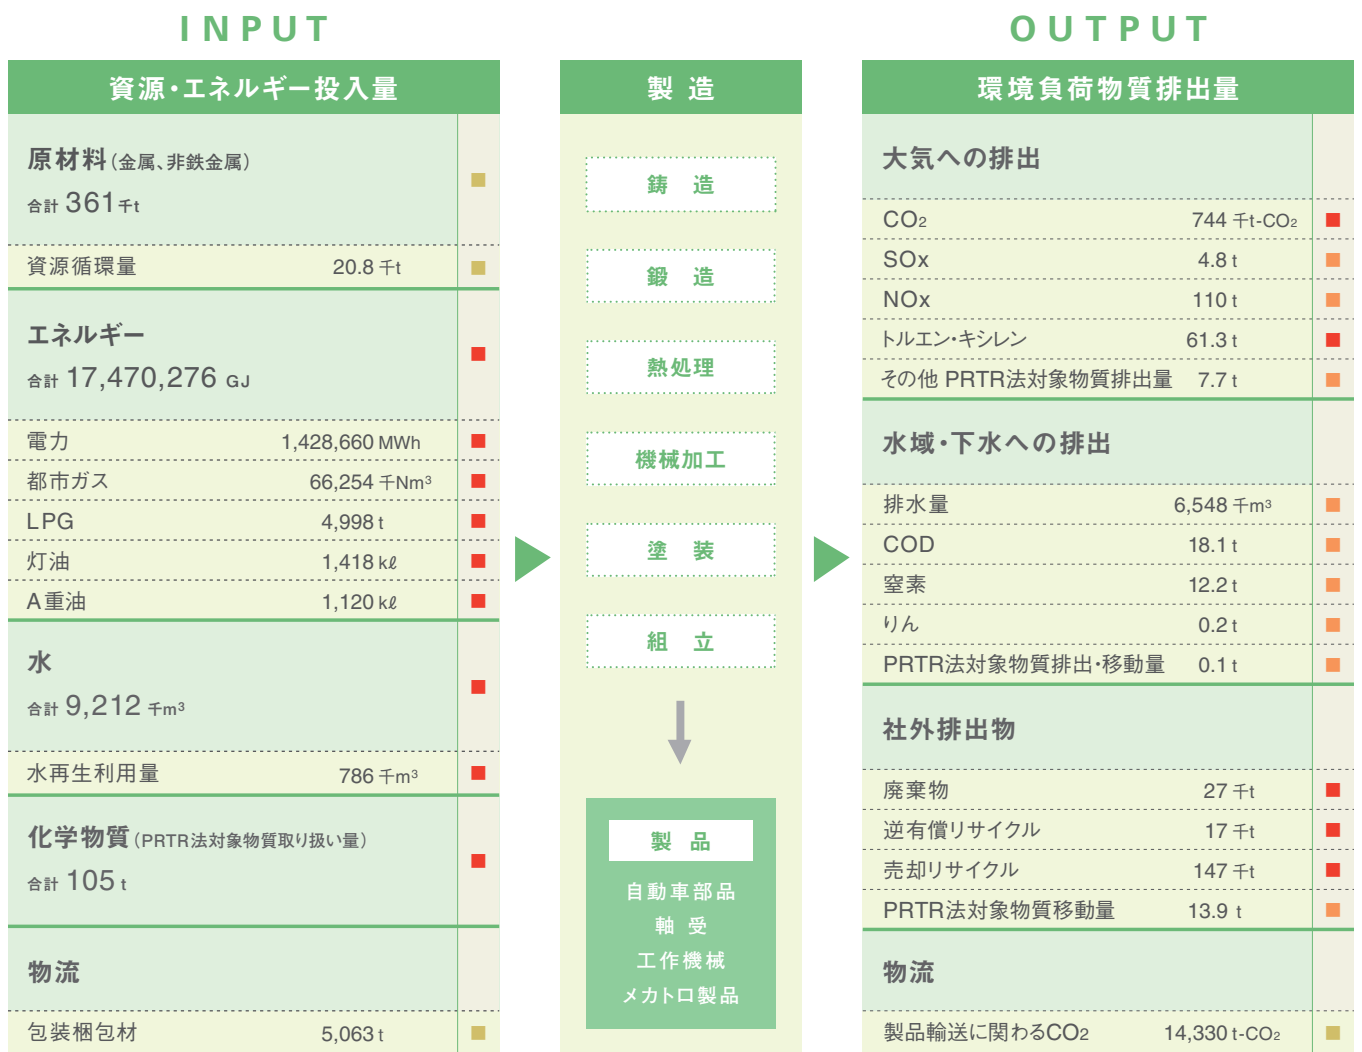 INPUT
資源・エネルギー投入量
原材料(金属、非鉄金属)
合計 361千t
資源循環量 20.8 千t
エネルギー
合計 17,470,276 GJ
電力 1,428,660 MWh
都市ガス 66,254 千Nm³
LPG 4,998 t
灯油 1,418 kℓ
A重油 1,120 kℓ
水
合計 9,212 千m³
水再生利用量 786 千m³
化学物質(PRTR法対象物質取り扱い量)
合計 105 t
物流
包装梱包材 5,063 t
製造
鋳造
鍛造
熱処理
機械加工
塗装
組立
製品
自動車部品
軸受
工作機械
メカトロ製品
OUTPUT
環境負荷物質排出量
大気への排出
CO₂ 744 千t-CO₂
SOx 4.8 t
NOx 110 t
トルエン・キシレン 61.3 t
その他 PRTR法対象物質排出量 7.7 t
水域・下水への排出
排水量 6,548 千m³
COD 18.1 t
窒素 12.2 t
りん 0.2 t
PRTR法対象物質排出・移動量 0.1 t
社外排出物
廃棄物 27 千t
逆有償リサイクル 17 千t
売却リサイクル 147 千t
PRTR法対象物質移動量 13.9 t
物流
製品輸送に関わるCO₂ 14,330 t-CO₂